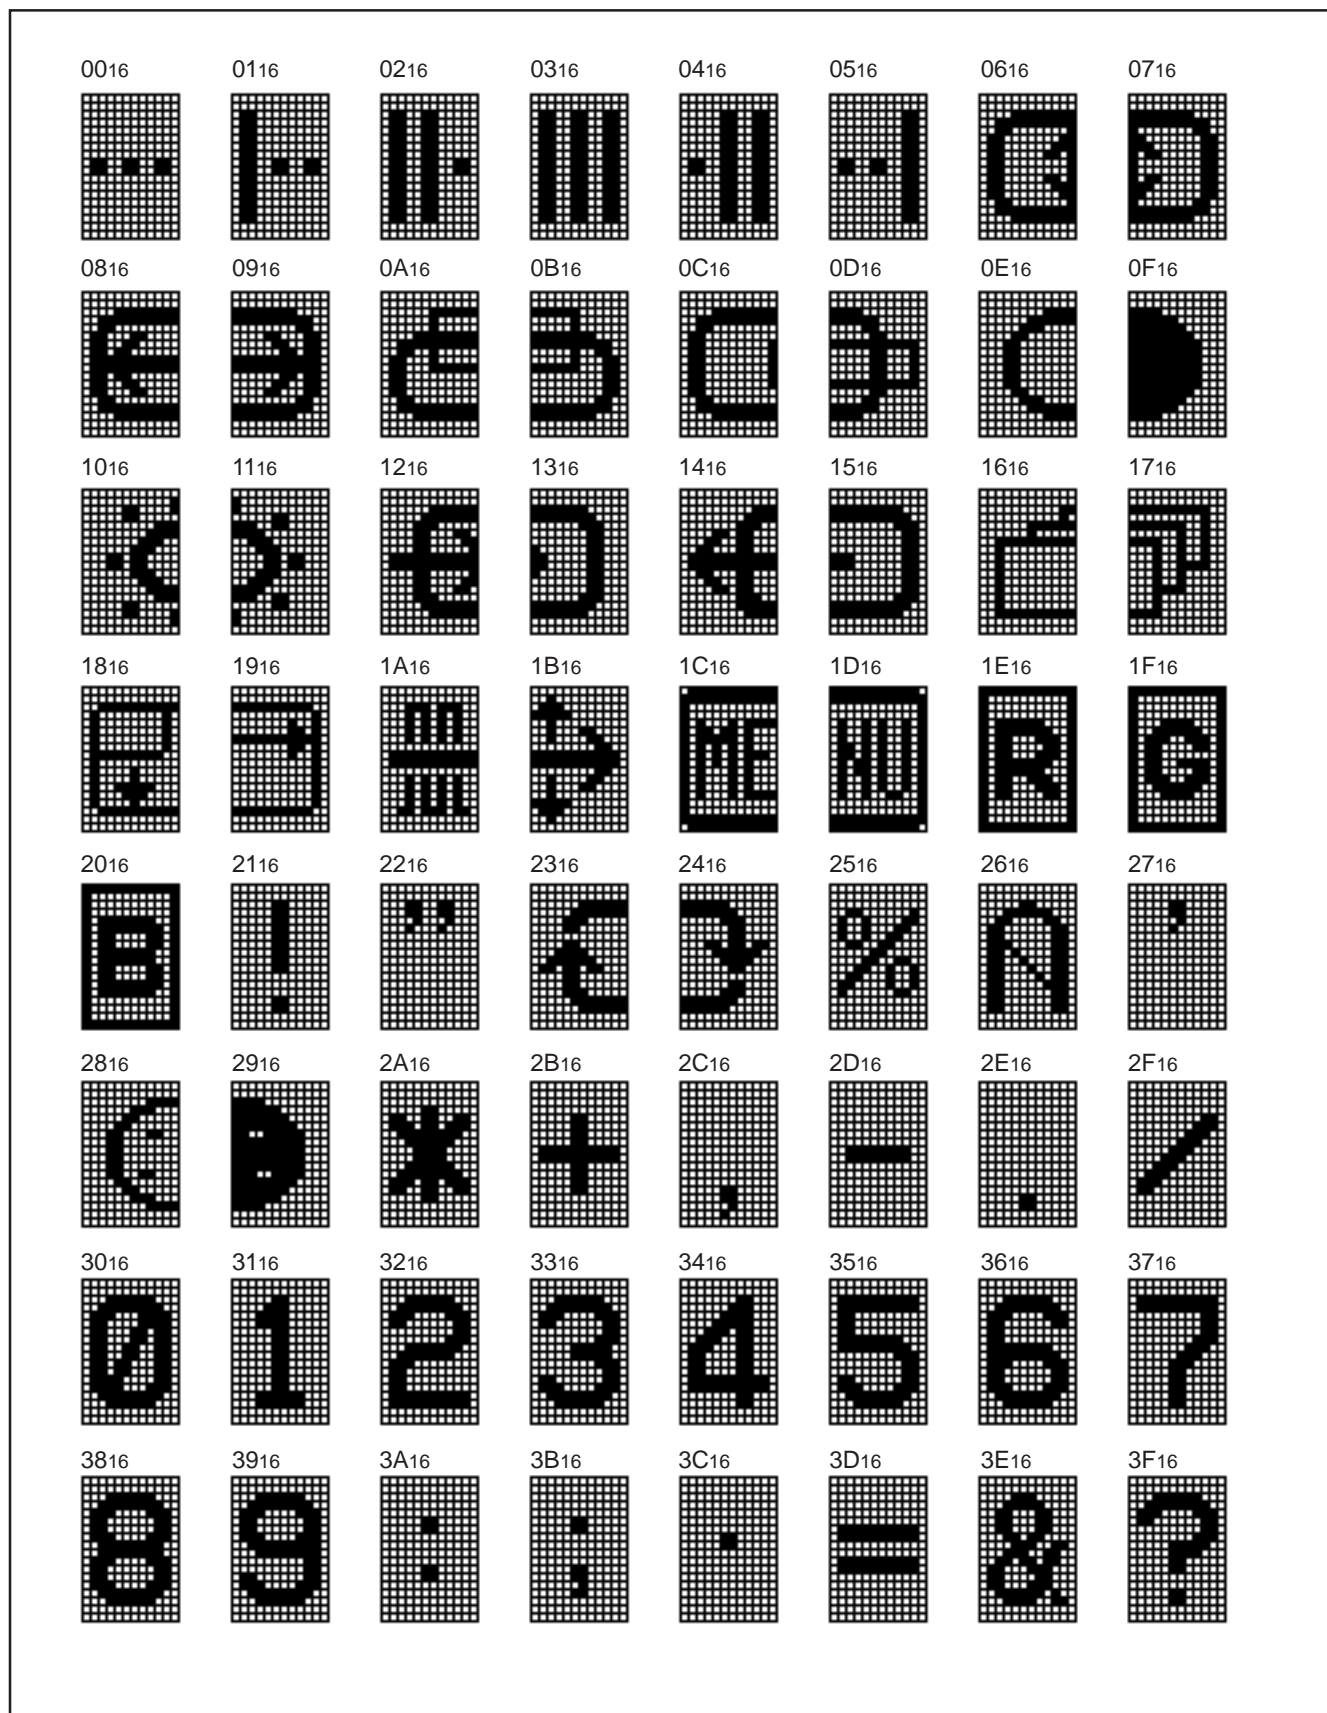 0016 0116 0216 0316 0416 0516 0616 0716
0816 0916 0A16 0B16 0C16 0D16 0E16 0F16
1016 1116 1216 1316 1416 1516 1616 1716
1816 1916 1A16 1B16 1C16 1D16 1E16 1F16
ME NU R G
2016 2116 2216 2316 2416 2516 2616 2716
B ! " % '
2816 2916 2A16 2B16 2C16 2D16 2E16 2F16
* + , - . /
3016 3116 3216 3316 3416 3516 3616 3716
0 1 2 3 4 5 6 7
3816 3916 3A16 3B16 3C16 3D16 3E16 3F16
8 9 : ; · = & ?